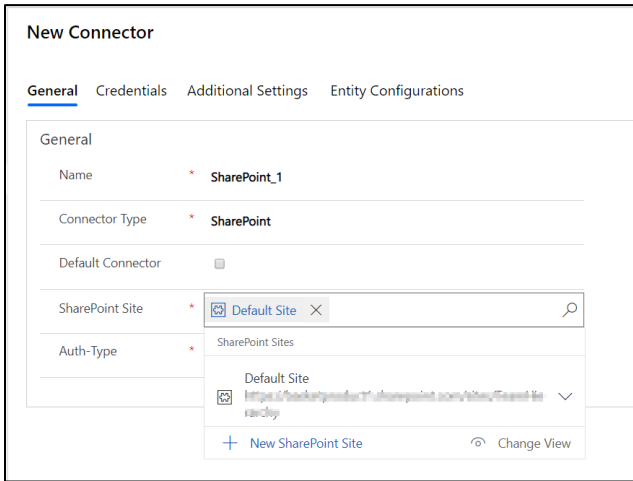 New Connector
General Credentials Additional Settings Entity Configurations
General
Name * SharePoint_1
Connector Type * SharePoint
Default Connector
SharePoint Site * Default Site
Auth-Type *
SharePoint Sites
Default Site
New SharePoint Site Change View